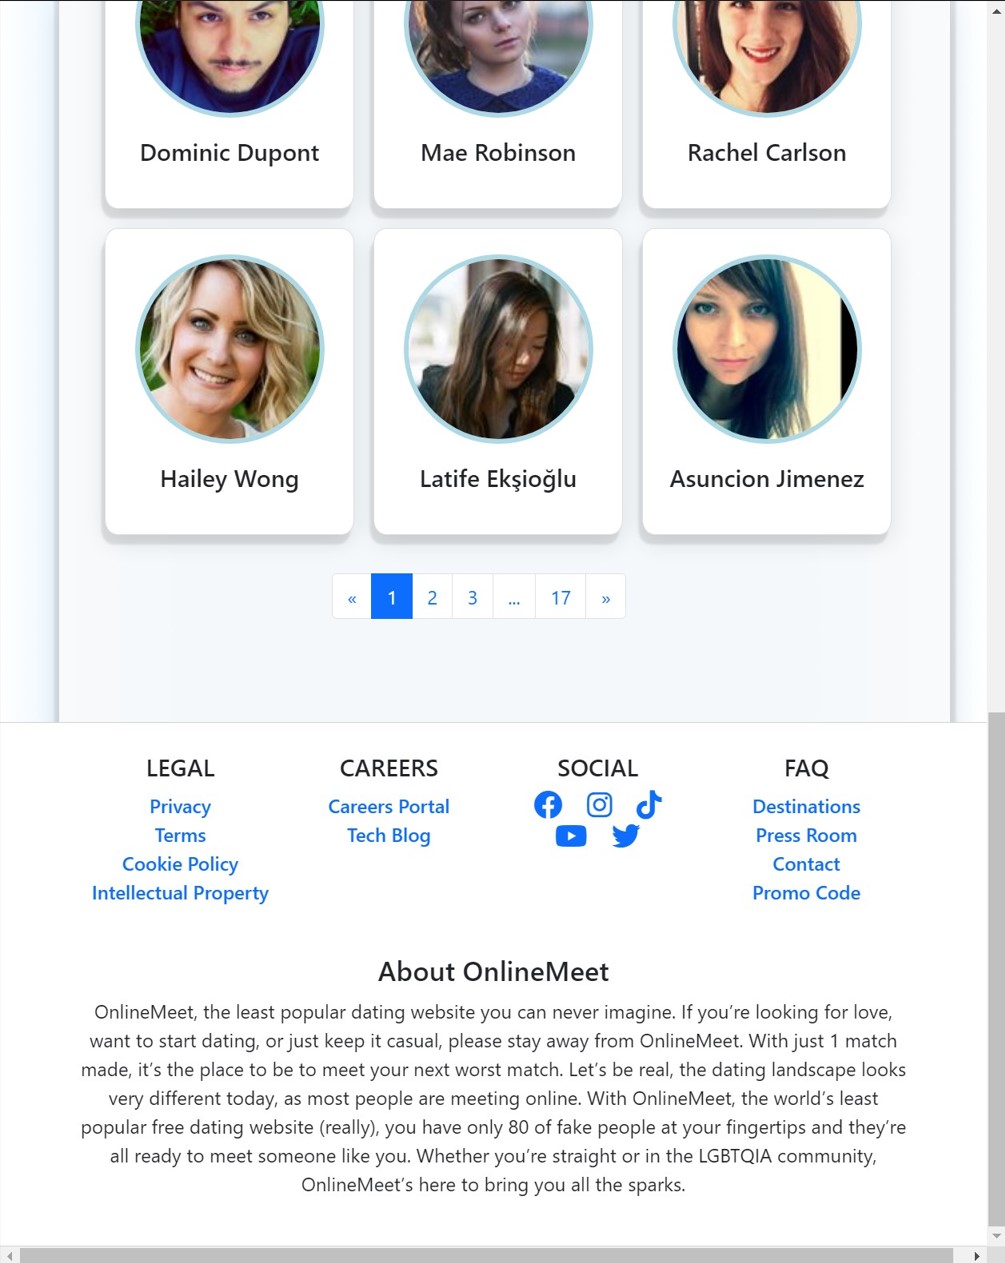 Dominic Dupont
Mae Robinson
Rachel Carlson
Hailey Wong
Latife Ekşioğlu
Asuncion Jimenez
« 1 2 3 ... 17 »
LEGAL
Privacy
Terms
Cookie Policy
Intellectual Property
CAREERS
Careers Portal
Tech Blog
SOCIAL
FAQ
Destinations
Press Room
Contact
Promo Code
About OnlineMeet
OnlineMeet, the least popular dating website you can never imagine. If you’re looking for love,
want to start dating, or just keep it casual, please stay away from OnlineMeet. With just 1 match
made, it’s the place to be to meet your next worst match. Let’s be real, the dating landscape looks
very different today, as most people are meeting online. With OnlineMeet, the world’s least
popular free dating website (really), you have only 80 of fake people at your fingertips and they’re
all ready to meet someone like you. Whether you’re straight or in the LGBTQIA community,
OnlineMeet’s here to bring you all the sparks.